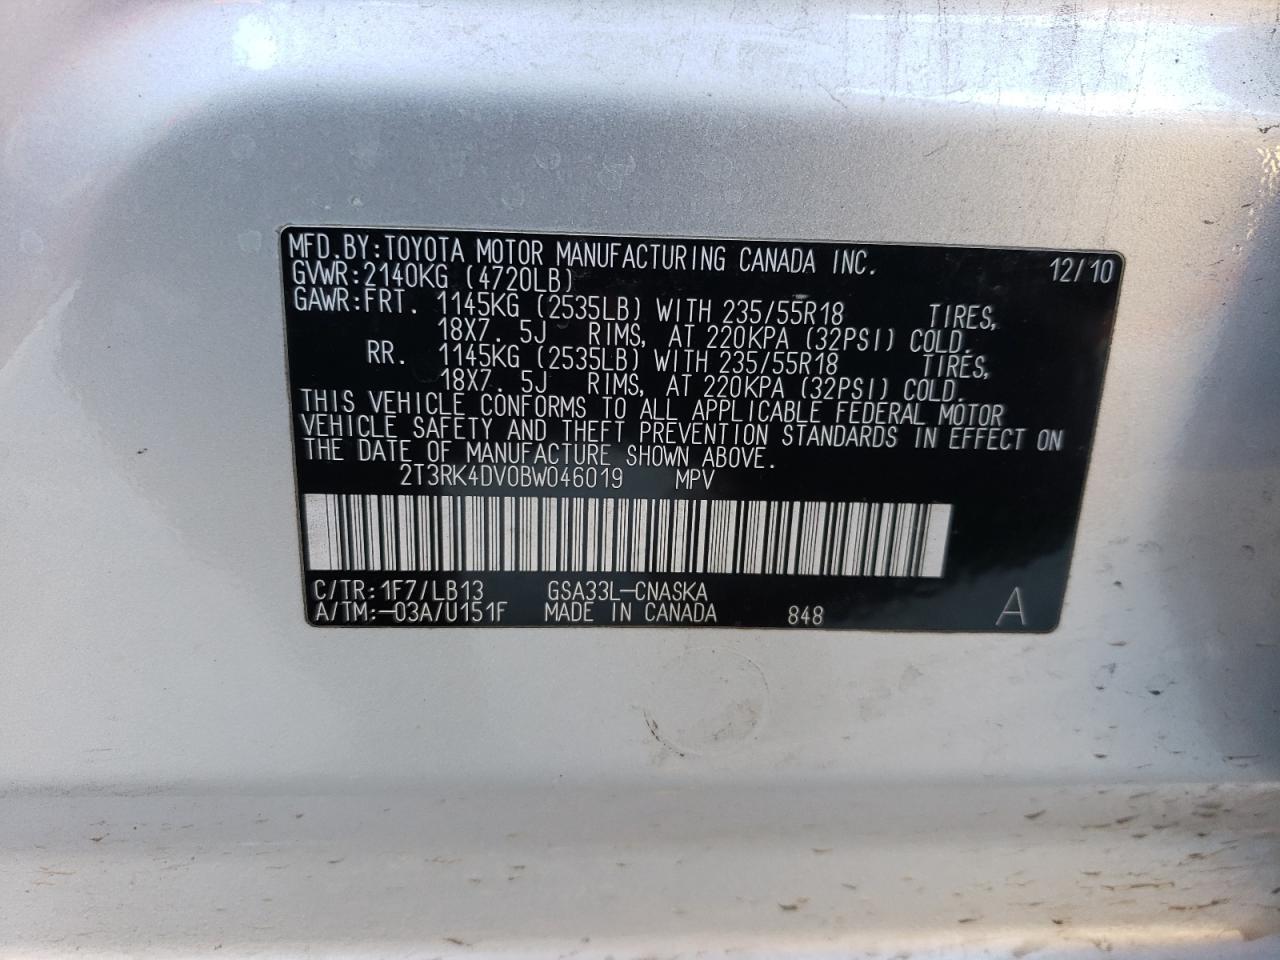 MFD.BY:TOYOTA MOTOR MANUFACTURING CANADA INC. 12/10
GVWR:2140KG (4720LB)
GAWR:FRT. 1145KG (2535LB) WITH 235/55R18 TIRES,
18X7.5J RIMS, AT 220KPA (32PSI) COLD.
RR. 1145KG (2535LB) WITH 235/55R18 TIRES,
18X7.5J RIMS, AT 220KPA (32PSI) COLD.
THIS VEHICLE CONFORMS TO ALL APPLICABLE FEDERAL MOTOR
VEHICLE SAFETY AND THEFT PREVENTION STANDARDS IN EFFECT ON
THE DATE OF MANUFACTURE SHOWN ABOVE.
2T3RK4DV0BW046019 MPV
C/TR:1F7/LB13 GSA33L-CNASKA
A/TM:-03A/U151F MADE IN CANADA 848 A